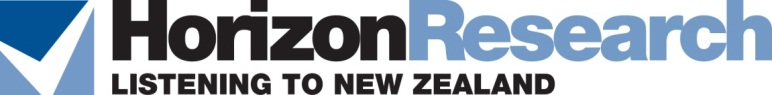 HorizonResearch
LISTENING TO NEW ZEALAND